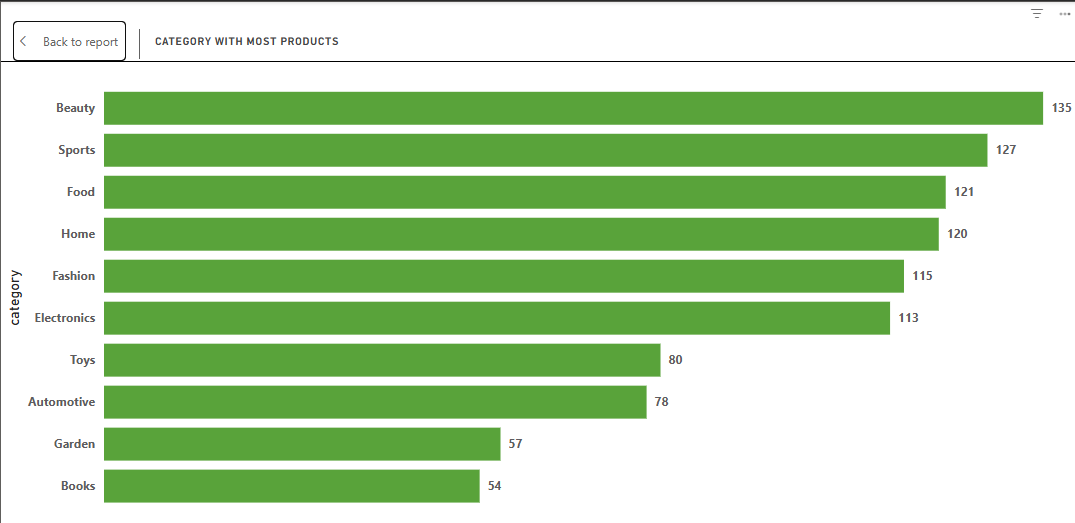 Back to report
CATEGORY WITH MOST PRODUCTS
category
Beauty 135
Sports 127
Food 121
Home 120
Fashion 115
Electronics 113
Toys 80
Automotive 78
Garden 57
Books 54